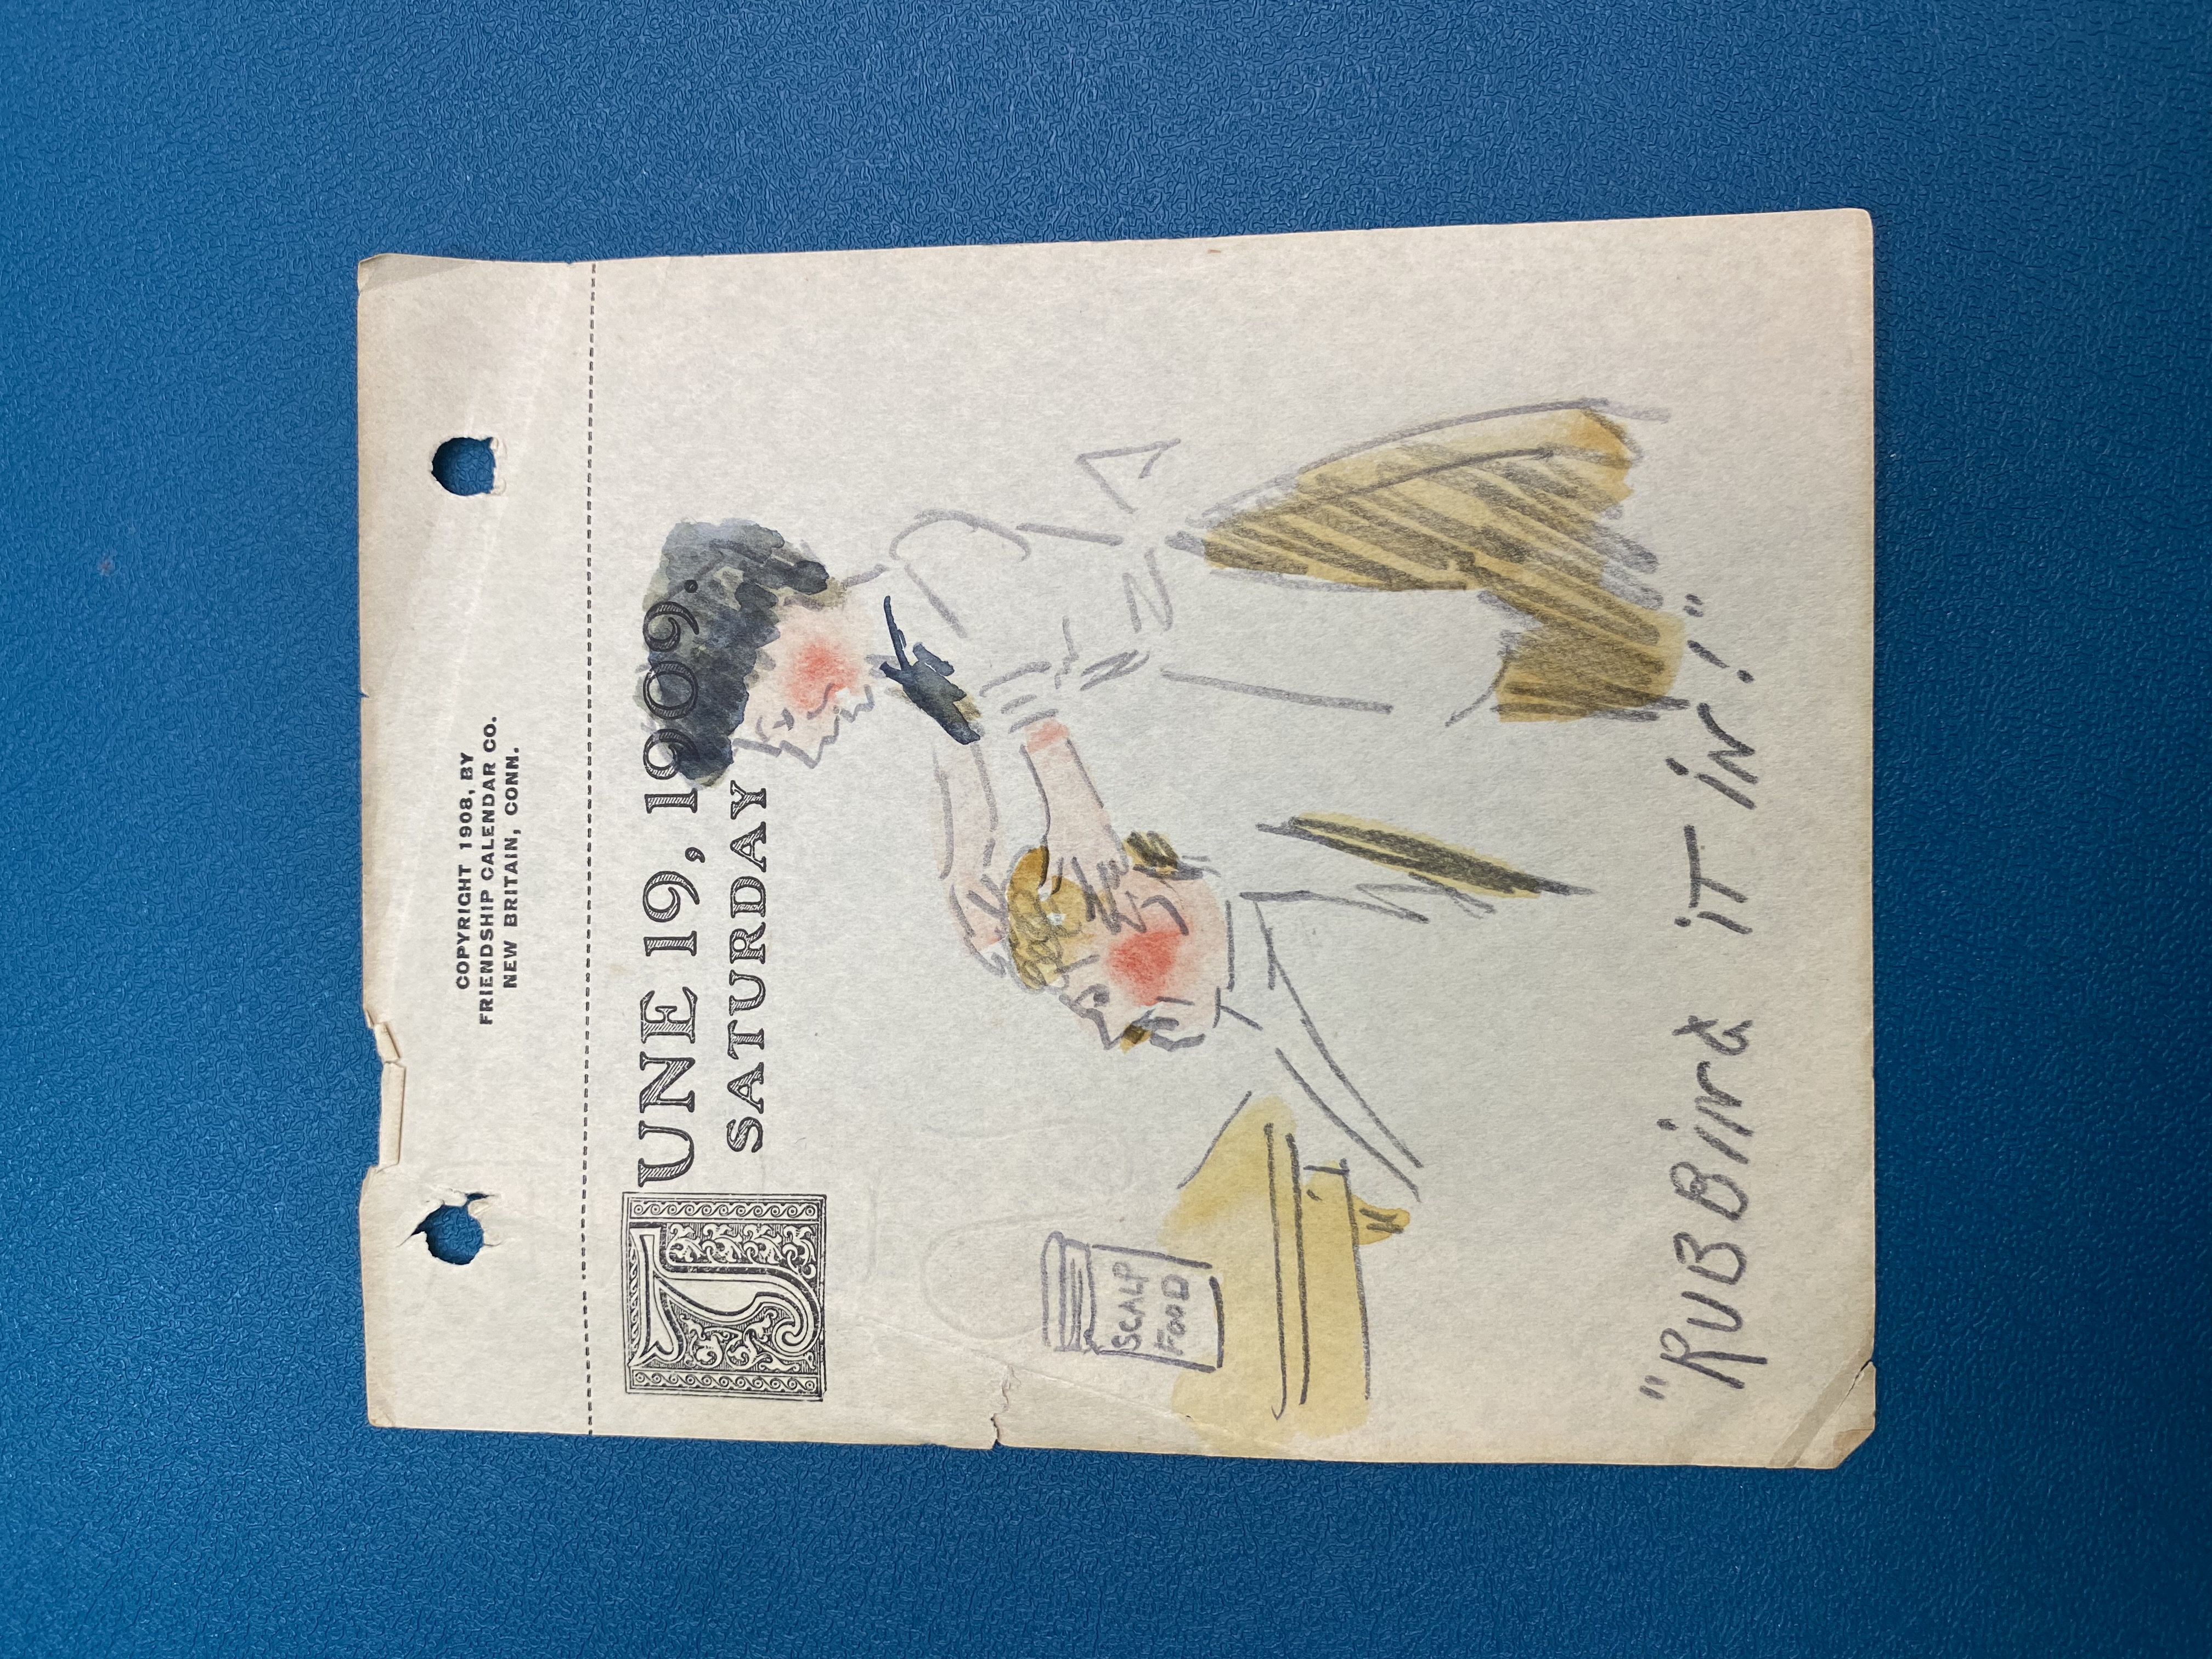 COPYRIGHT 1908, BY
FRIENDSHIP CALENDAR CO.
NEW BRITAIN, CONN.
JUNE 19, 1909.
SATURDAY
SCALP
FOOD
"RUBBING IT IN!"